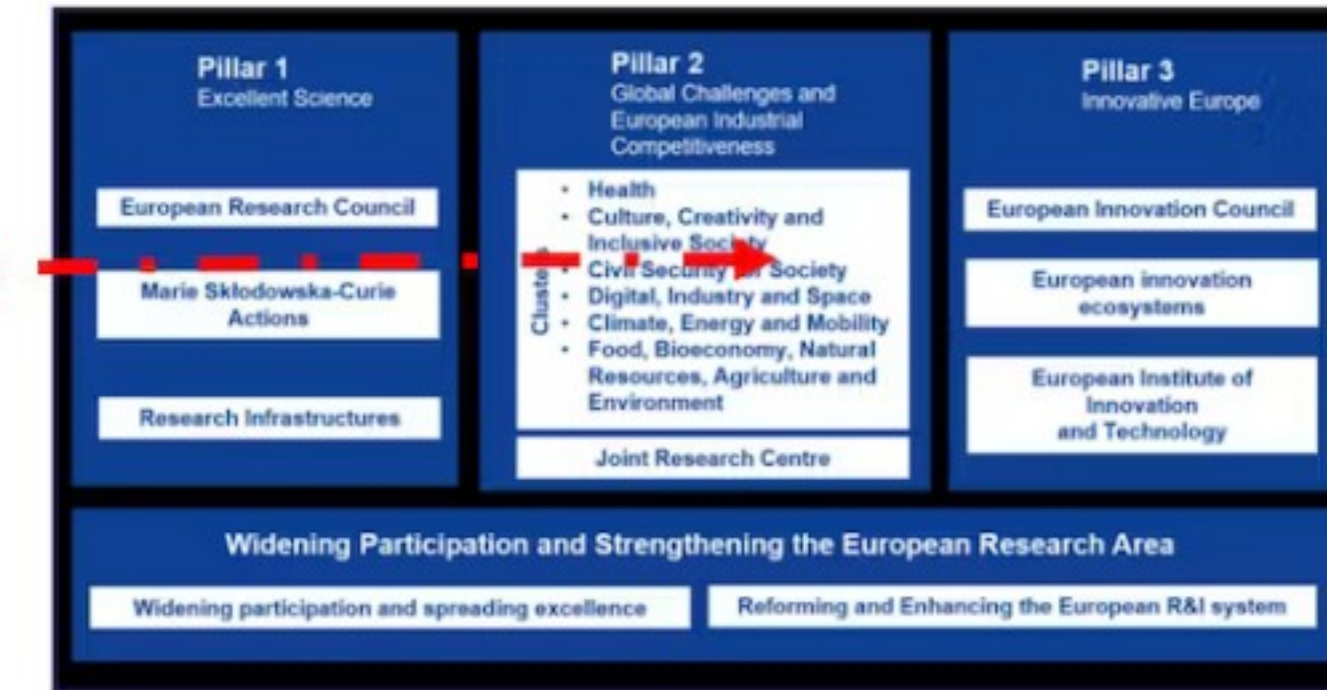 Pillar 1
Excellent Science
European Research Council
Marie Skłodowska-Curie
Actions
Research Infrastructures
Pillar 2
Global Challenges and
European Industrial
Competitiveness
Clusters
• Health
• Culture, Creativity and
Inclusive Society
• Civil Security for Society
• Digital, Industry and Space
• Climate, Energy and Mobility
• Food, Bioeconomy, Natural
Resources, Agriculture and
Environment
Joint Research Centre
Pillar 3
Innovative Europe
European Innovation Council
European innovation
ecosystems
European Institute of
Innovation
and Technology
Widening Participation and Strengthening the European Research Area
Widening participation and spreading excellence
Reforming and Enhancing the European R&I system